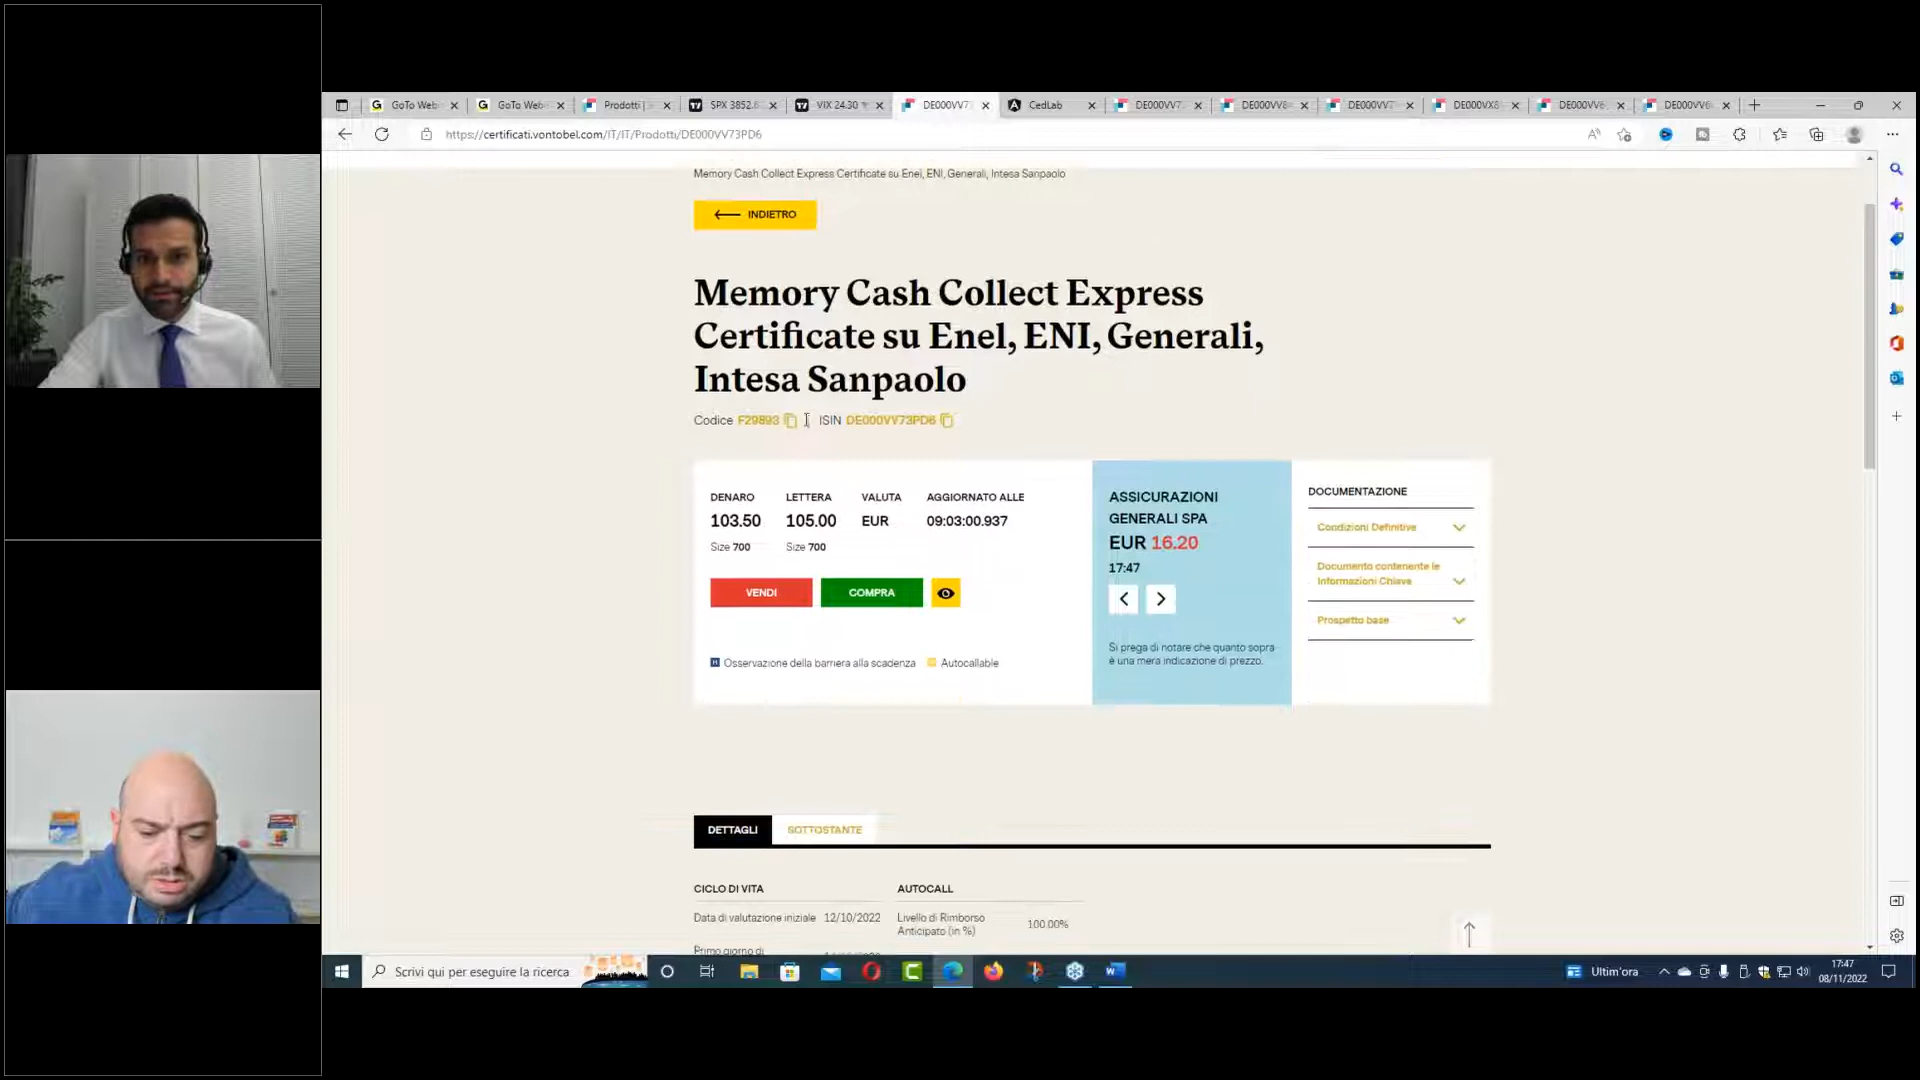 GoTo Web
GoTo Web
Prodotti |
SPX 3852.6
VIX 24.30
DE000VV7
CedLab
DE000VV7
DE000VV8
DE000VV7
DE000VX8
DE000VV6
DE000VV6
https://certificati.vontobel.com/IT/IT/Prodotti/DE000VV73PD6
Memory Cash Collect Express Certificate su Enel, ENI, Generali, Intesa Sanpaolo
INDIETRO
Memory Cash Collect Express
Certificate su Enel, ENI, Generali,
Intesa Sanpaolo
Codice F29893 ISIN DE000VV73PD6
DENARO LETTERA VALUTA AGGIORNATO ALLE
103.50 105.00 EUR 09:03:00.937
Size 700 Size 700
VENDI COMPRA
Osservazione della barriera alla scadenza Autocallable
ASSICURAZIONI
GENERALI SPA
EUR 16.20
17:47
Si prega di notare che quanto sopra
è una mera indicazione di prezzo.
DOCUMENTAZIONE
Condizioni Definitive
Documento contenente le
Informazioni Chiave
Prospetto base
DETTAGLI SOTTOSTANTE
CICLO DI VITA AUTOCALL
Data di valutazione iniziale 12/10/2022 Livello di Rimborso
Anticipato (in %) 100.00%
Primo giorno di
Scrivi qui per eseguire la ricerca
Ultim'ora
17:47
08/11/2022